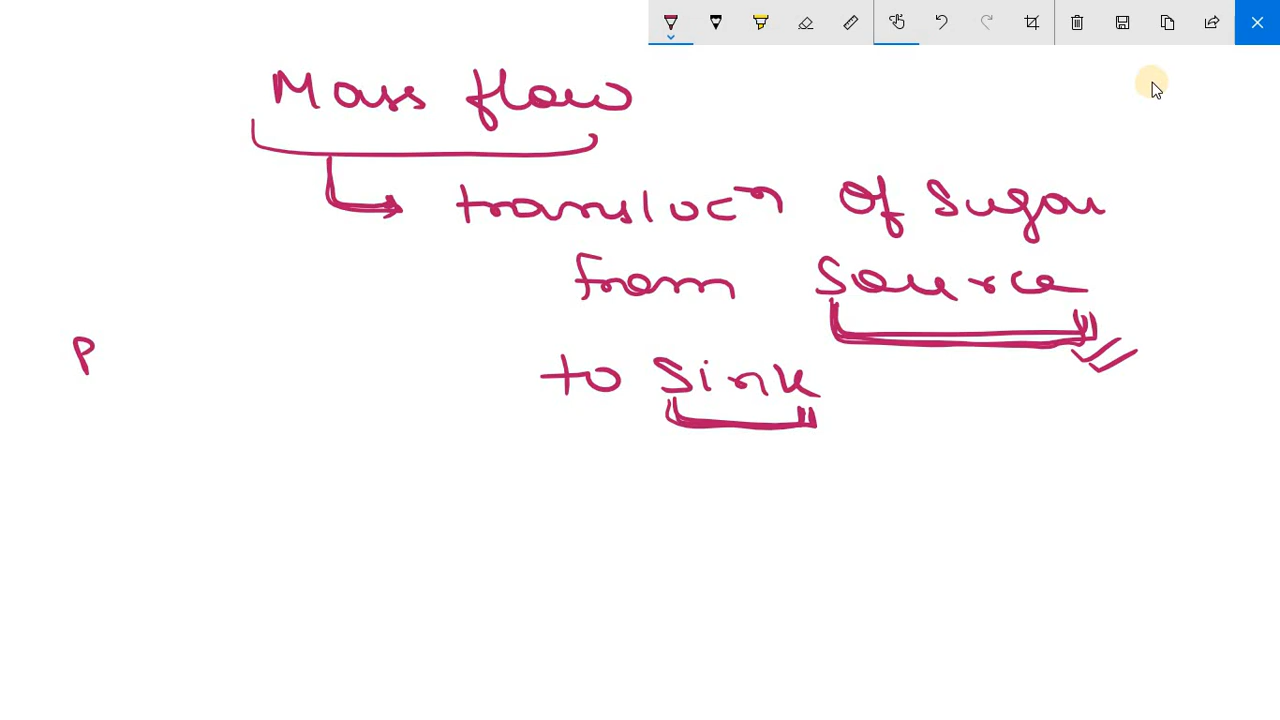 Mass flow
translocn of Sugar
from Source
P
to Sink